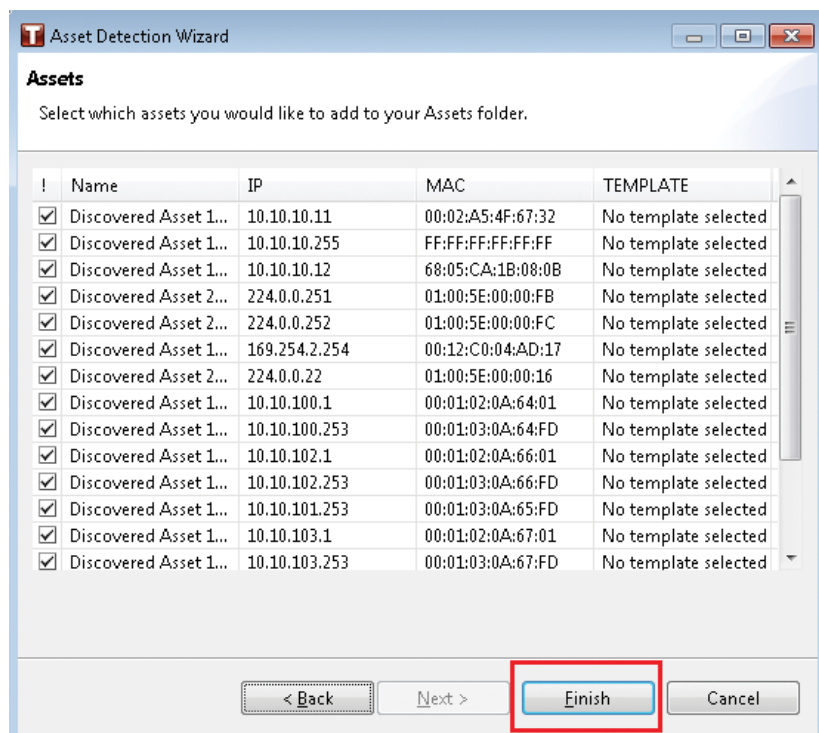 T Asset Detection Wizard
Assets
Select which assets you would like to add to your Assets folder.
! Name IP MAC TEMPLATE
Discovered Asset 1... 10.10.10.11 00:02:A5:4F:67:32 No template selected
Discovered Asset 1... 10.10.10.255 FF:FF:FF:FF:FF:FF No template selected
Discovered Asset 1... 10.10.10.12 68:05:CA:1B:08:0B No template selected
Discovered Asset 2... 224.0.0.251 01:00:5E:00:00:FB No template selected
Discovered Asset 2... 224.0.0.252 01:00:5E:00:00:FC No template selected
Discovered Asset 1... 169.254.2.254 00:12:C0:04:AD:17 No template selected
Discovered Asset 2... 224.0.0.22 01:00:5E:00:00:16 No template selected
Discovered Asset 1... 10.10.100.1 00:01:02:0A:64:01 No template selected
Discovered Asset 1... 10.10.100.253 00:01:03:0A:64:FD No template selected
Discovered Asset 1... 10.10.102.1 00:01:02:0A:66:01 No template selected
Discovered Asset 1... 10.10.102.253 00:01:03:0A:66:FD No template selected
Discovered Asset 1... 10.10.101.253 00:01:03:0A:65:FD No template selected
Discovered Asset 1... 10.10.103.1 00:01:02:0A:67:01 No template selected
Discovered Asset 1... 10.10.103.253 00:01:03:0A:67:FD No template selected
< Back Next > Finish Cancel